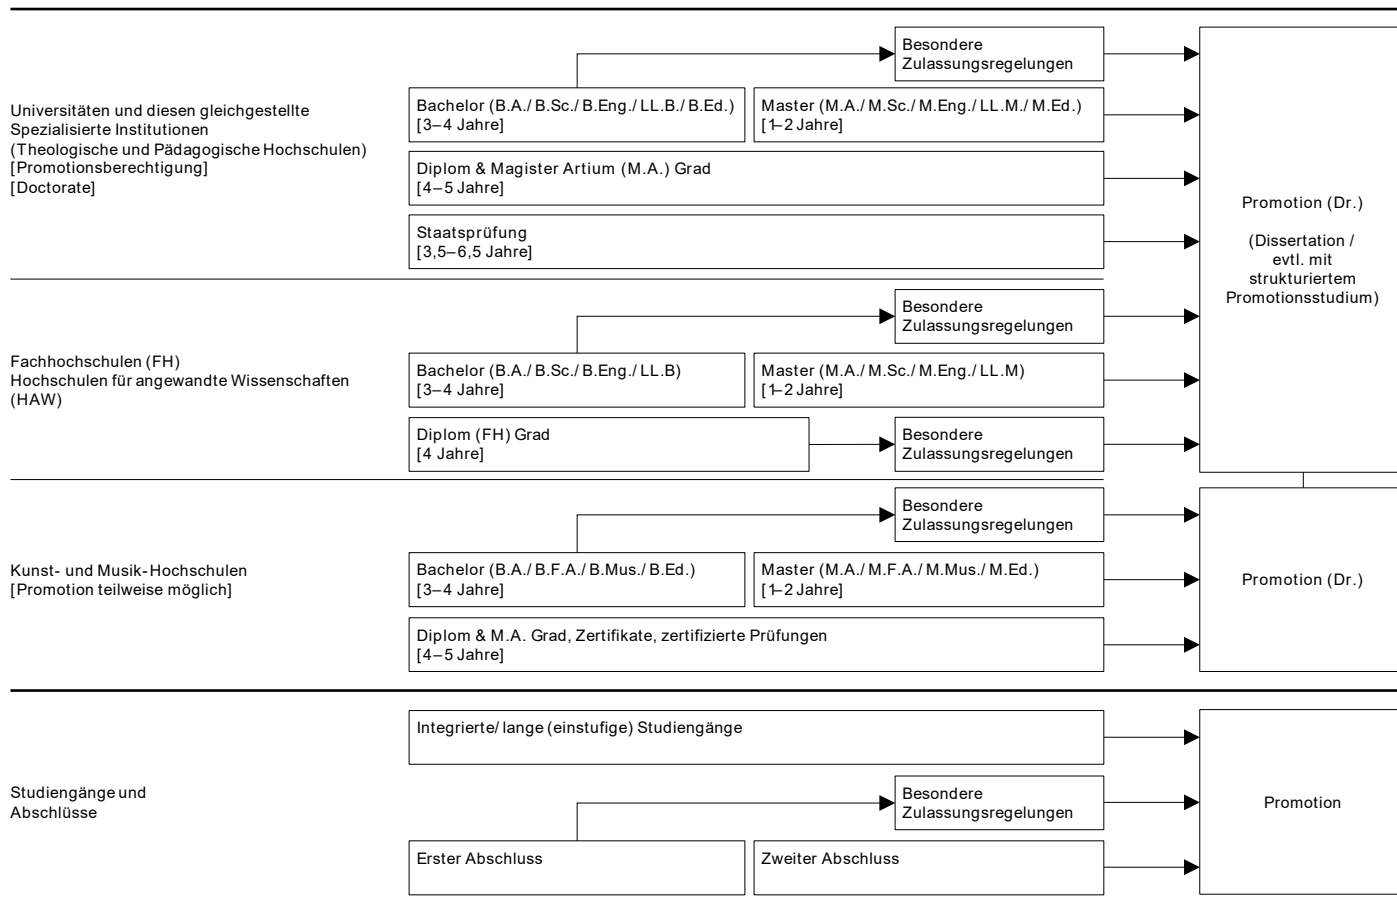 Universitäten und diesen gleichgestellte
Spezialisierte Institutionen
(Theologische und Pädagogische Hochschulen)
[Promotionsberechtigung]
[Doctorate]
Besondere
Zulassungsregelungen
Bachelor (B.A./ B.Sc./ B.Eng./ LL.B./ B.Ed.)
[3–4 Jahre]
Master (M.A./ M.Sc./ M.Eng./ LL.M./ M.Ed.)
[1–2 Jahre]
Diplom & Magister Artium (M.A.) Grad
[4–5 Jahre]
Staatsprüfung
[3,5–6,5 Jahre]
Promotion (Dr.)
(Dissertation /
evtl. mit
strukturiertem
Promotionsstudium)
Fachhochschulen (FH)
Hochschulen für angewandte Wissenschaften
(HAW)
Besondere
Zulassungsregelungen
Bachelor (B.A./ B.Sc./ B.Eng./ LL.B)
[3–4 Jahre]
Master (M.A./ M.Sc./ M.Eng./ LL.M)
[1–2 Jahre]
Diplom (FH) Grad
[4 Jahre]
Besondere
Zulassungsregelungen
Kunst- und Musik-Hochschulen
[Promotion teilweise möglich]
Besondere
Zulassungsregelungen
Bachelor (B.A./ B.F.A./ B.Mus./ B.Ed.)
[3–4 Jahre]
Master (M.A./ M.F.A./ M.Mus./ M.Ed.)
[1–2 Jahre]
Diplom & M.A. Grad, Zertifikate, zertifizierte Prüfungen
[4–5 Jahre]
Promotion (Dr.)
Studiengänge und
Abschlüsse
Integrierte/ lange (einstufige) Studiengänge
Besondere
Zulassungsregelungen
Erster Abschluss
Zweiter Abschluss
Promotion